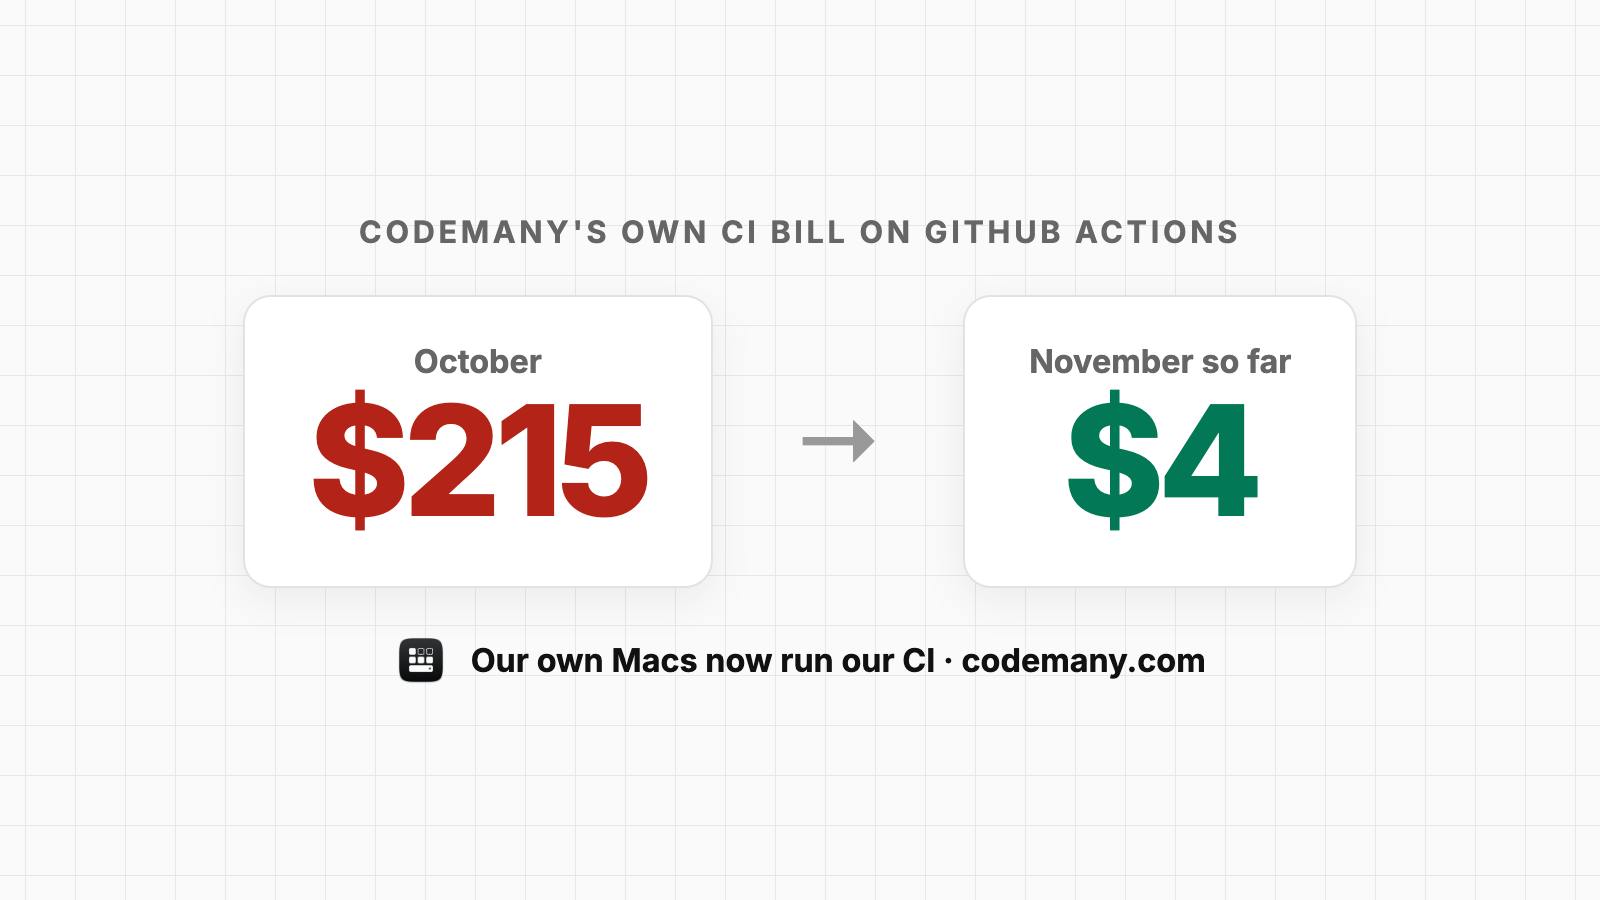 CODEMANY'S OWN CI BILL ON GITHUB ACTIONS
October
$215
November so far
$4
Our own Macs now run our CI · codemany.com